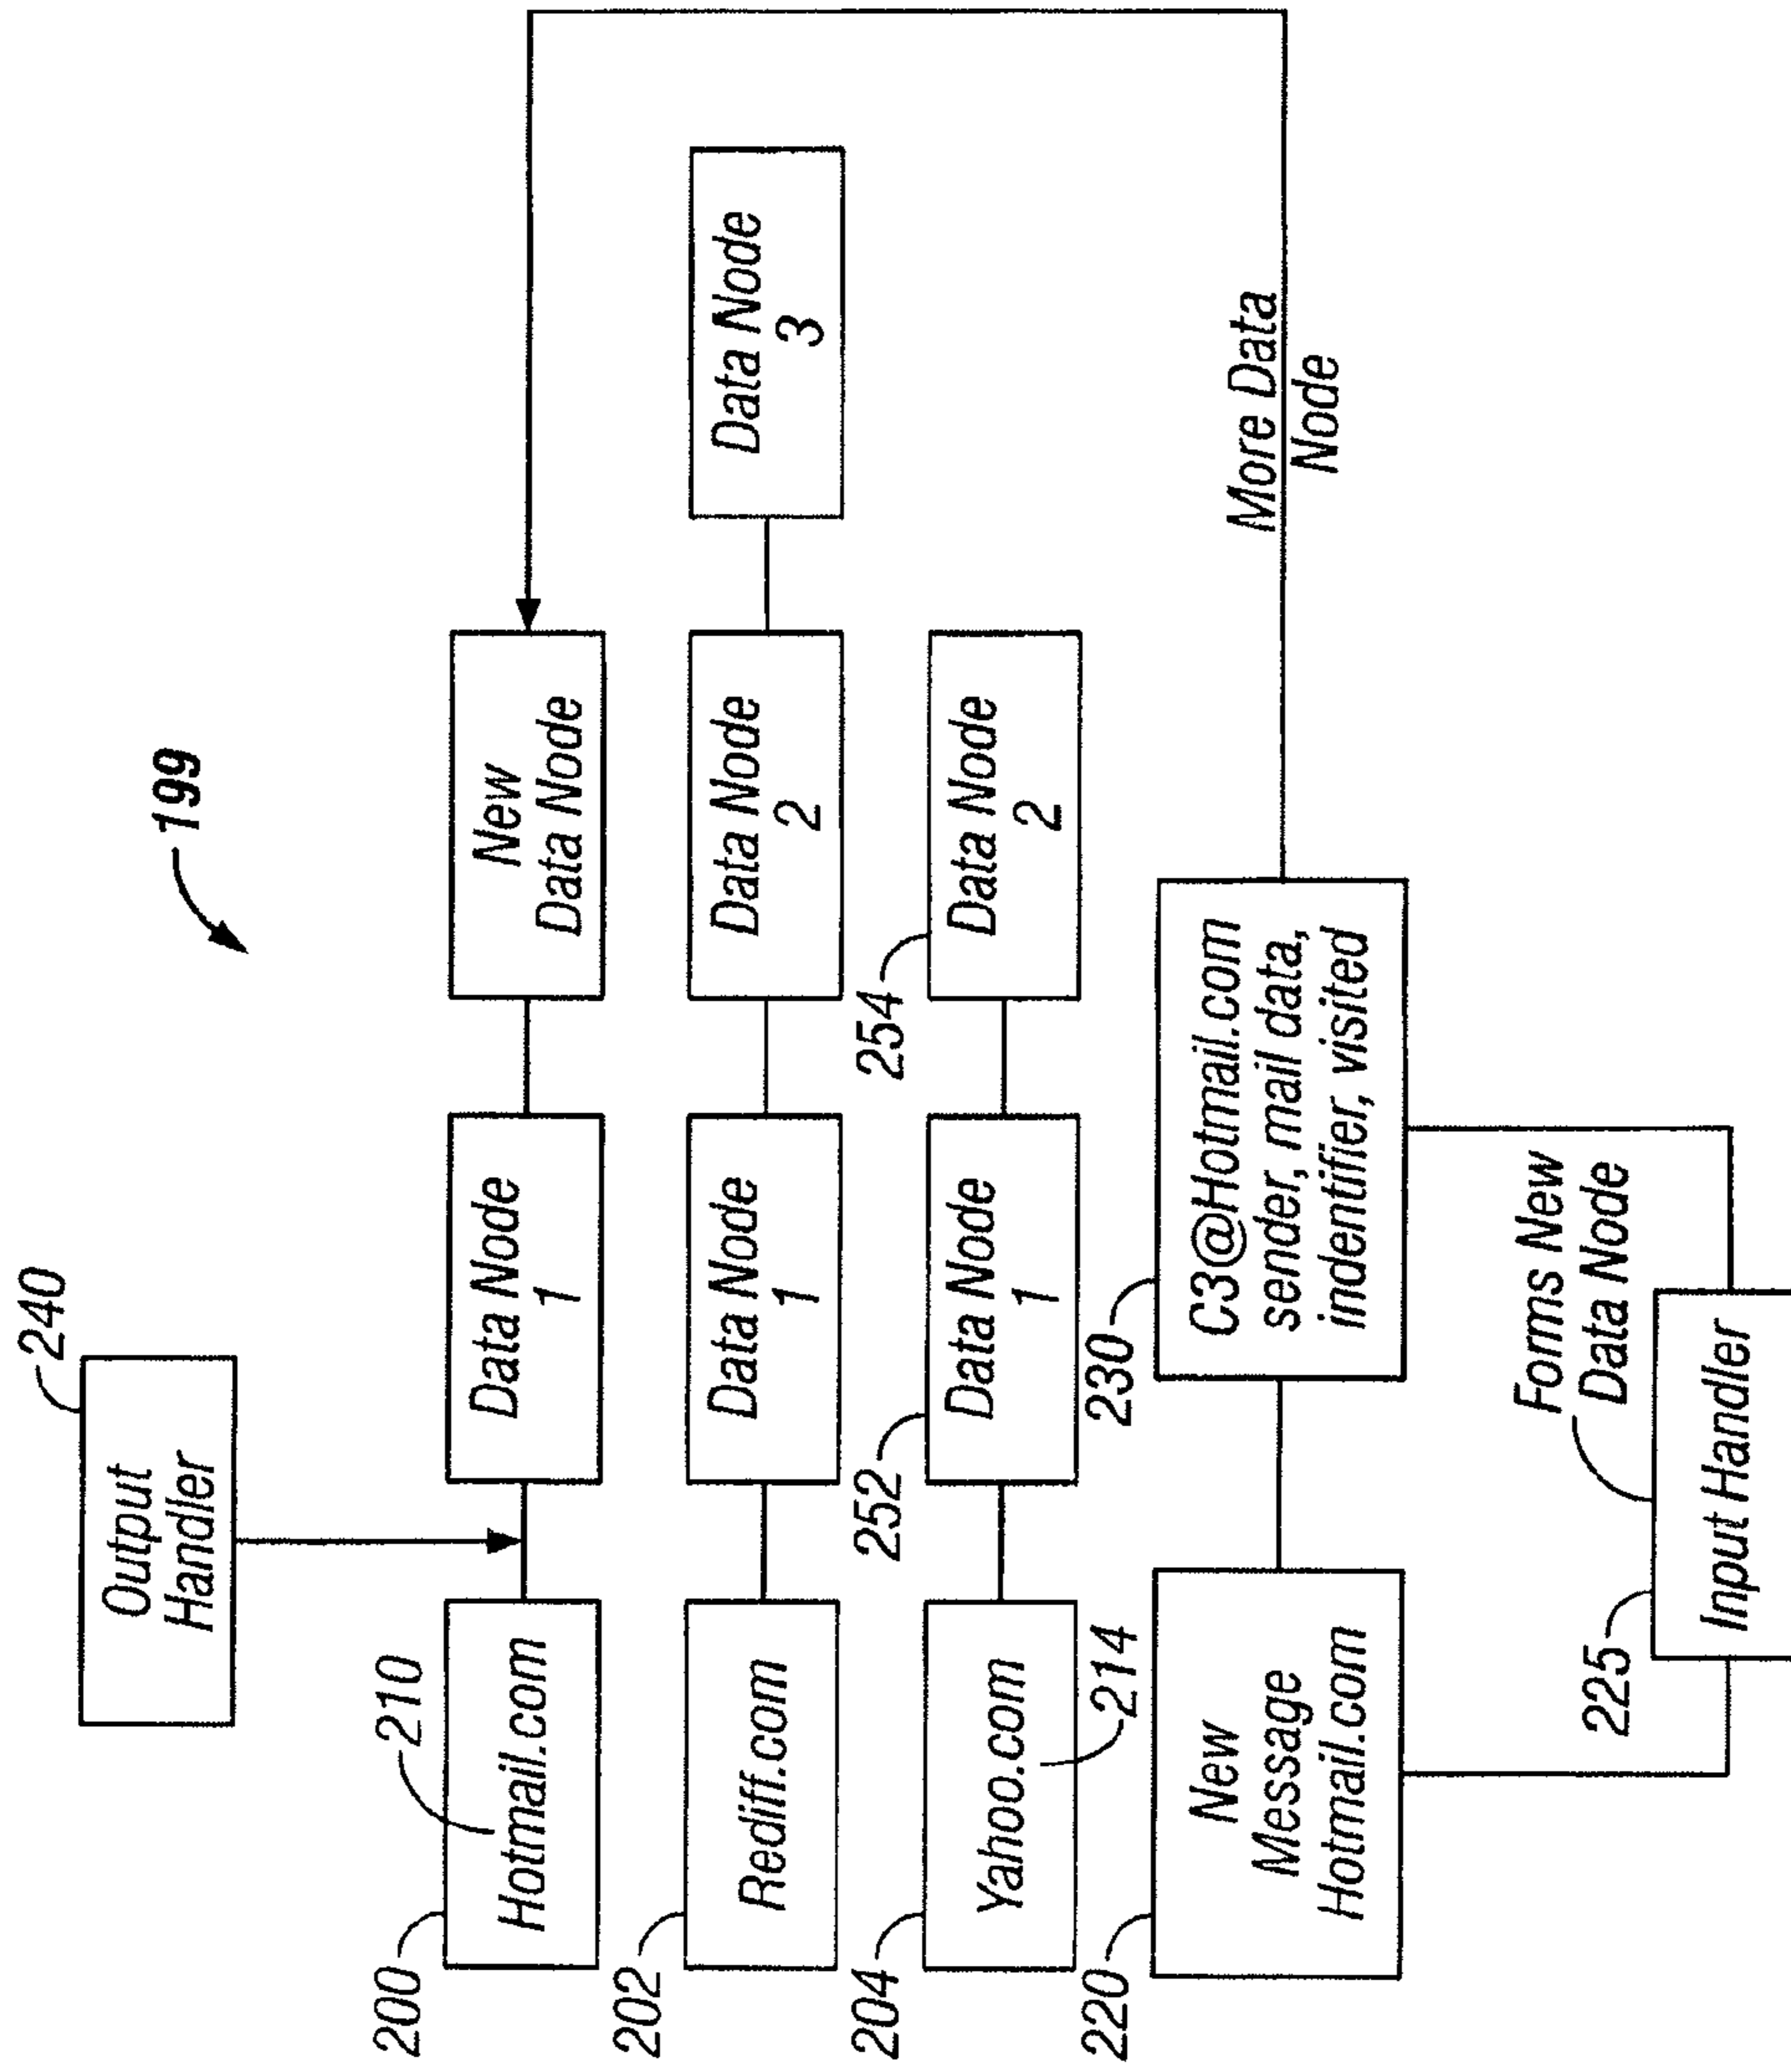 199
240
Output
Handler
200
210
Hotmail.com
Data Node
1
New
Data Node
202
Rediff.com
Data Node
1
Data Node
2
Data Node
3
204
Yahoo.com
214
252
Data Node
1
254
Data Node
2
220
New
Message
Hotmail.com
230
C3@Hotmail.com
sender, mail data,
indentifier, visited
More Data
Node
Forms New
Data Node
225
Input Handler